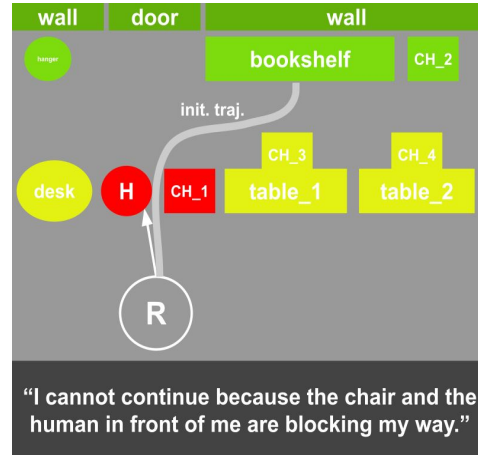 wall door wall
hanger bookshelf CH_2
init. traj.
CH_3 CH_4
desk H CH_1 table_1 table_2
R
“I cannot continue because the chair and the
human in front of me are blocking my way.”